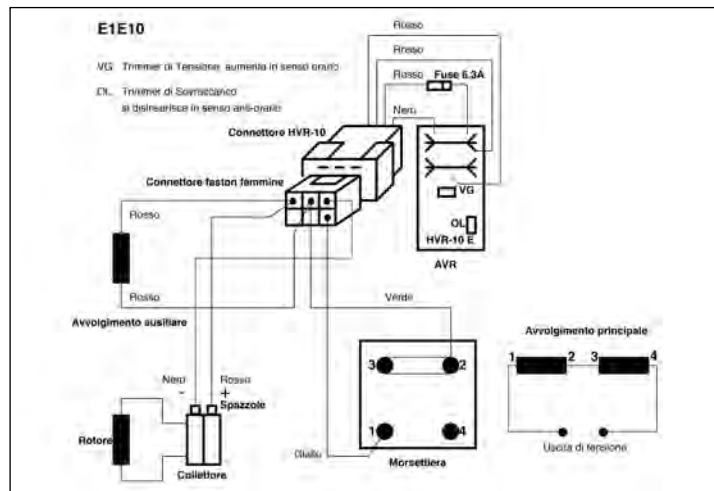 E1E10
VG Trimmer di Tensione, aumenta in senso orario
OL Trimmer di Sovraccarico
si disinserisce in senso anti-orario
Rosso
Rosso
Rosso
Fuse 6.3A
Nero
Connettore HVR-10
Connettore faston femmine
VG
OL
HVR-10 E
AVR
Rosso
Rosso
Avvolgimento ausiliare
Verde
Avvolgimento principale
1 2 3 4
3 2
1 4
Nero Rosso
- +
Spazzole
Rotore
Collettore
Giallo
Morsettiera
Uscita di tensione